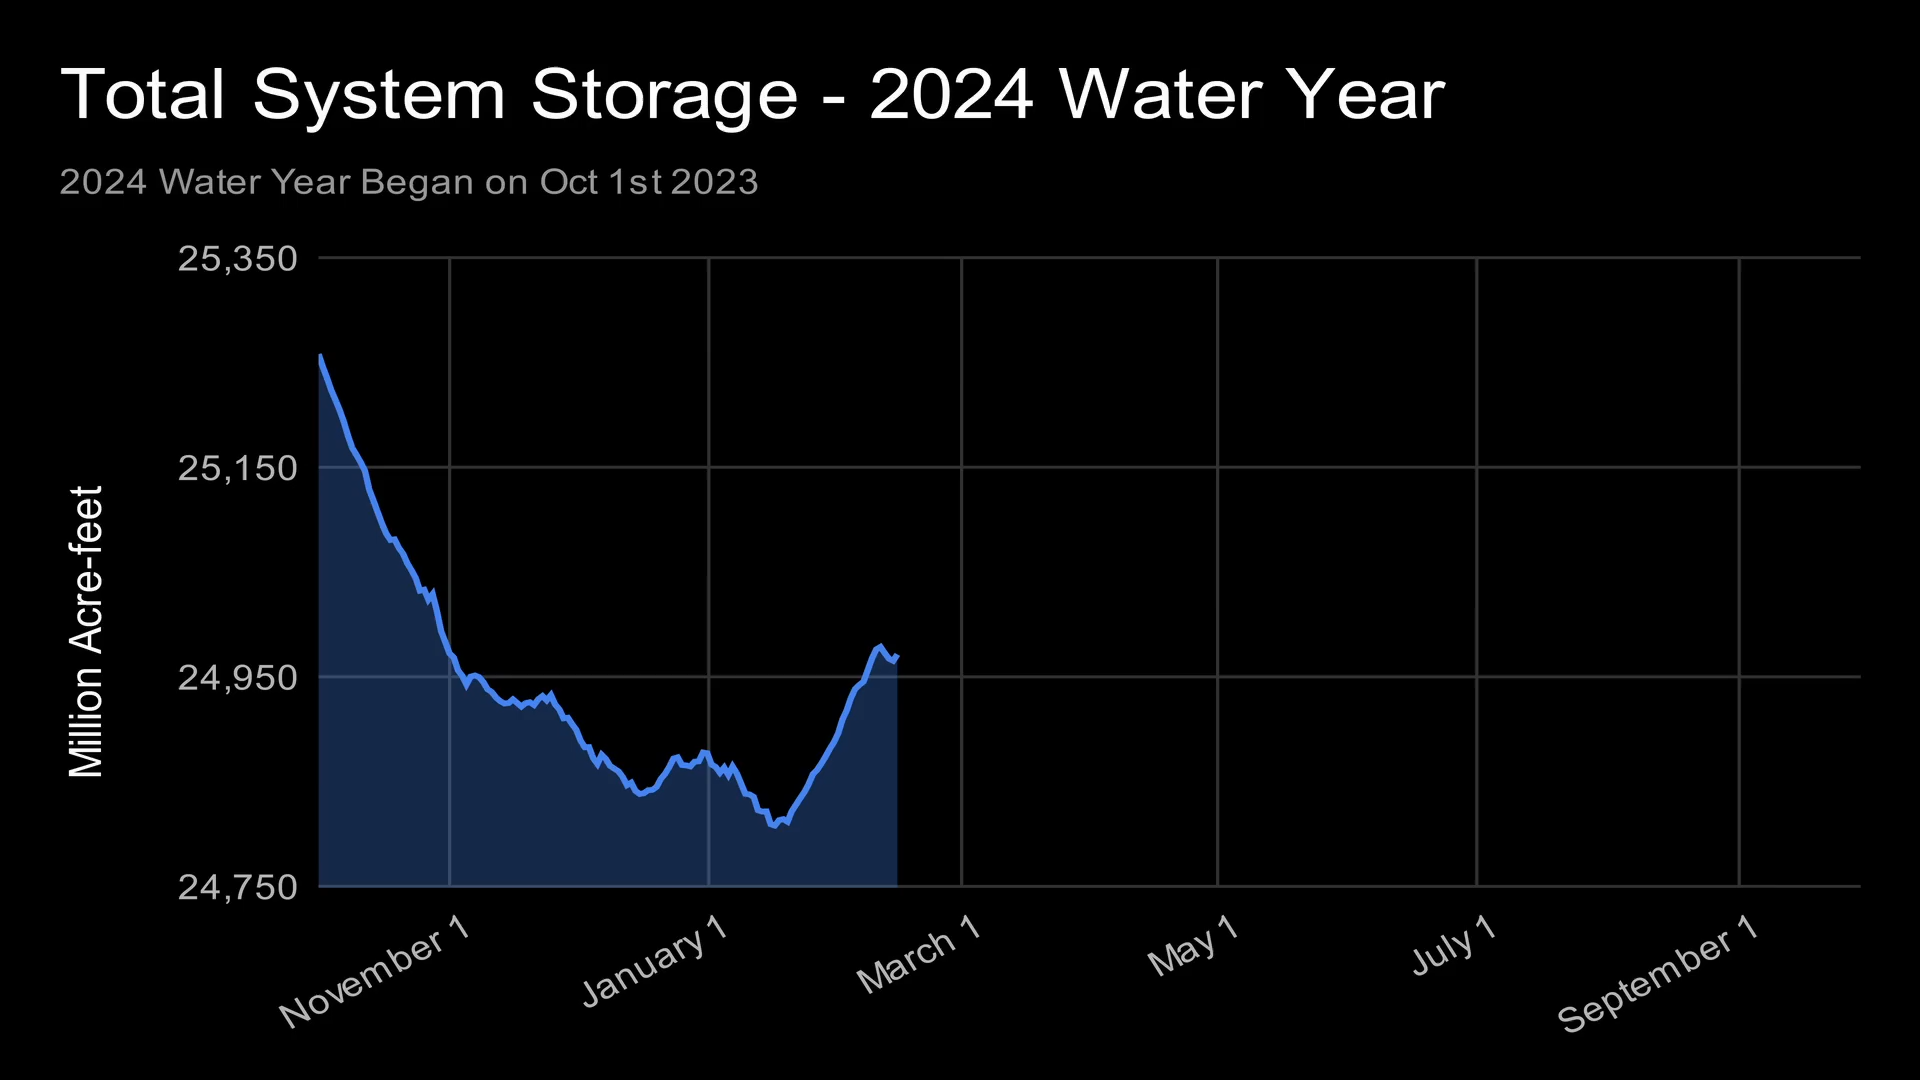 Total System Storage - 2024 Water Year
2024 Water Year Began on Oct 1st 2023
25,350
25,150
24,950
24,750
Million Acre-feet
November 1
January 1
March 1
May 1
July 1
September 1